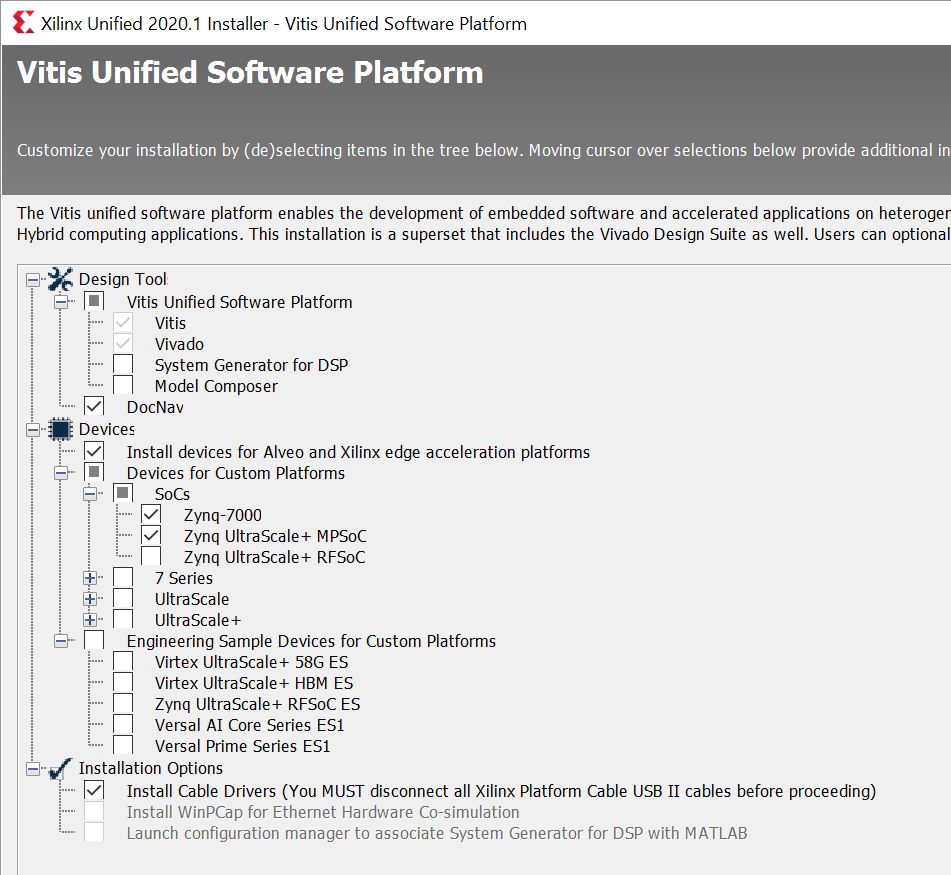 Xilinx Unified 2020.1 Installer - Vitis Unified Software Platform
Vitis Unified Software Platform
Customize your installation by (de)selecting items in the tree below. Moving cursor over selections below provide additional in
The Vitis unified software platform enables the development of embedded software and accelerated applications on heteroger
Hybrid computing applications. This installation is a superset that includes the Vivado Design Suite as well. Users can optional
Design Tool
Vitis Unified Software Platform
Vitis
Vivado
System Generator for DSP
Model Composer
DocNav
Devices
Install devices for Alveo and Xilinx edge acceleration platforms
Devices for Custom Platforms
SoCs
Zynq-7000
Zynq UltraScale+ MPSoC
Zynq UltraScale+ RFSoC
7 Series
UltraScale
UltraScale+
Engineering Sample Devices for Custom Platforms
Virtex UltraScale+ 58G ES
Virtex UltraScale+ HBM ES
Zynq UltraScale+ RFSoC ES
Versal AI Core Series ES1
Versal Prime Series ES1
Installation Options
Install Cable Drivers (You MUST disconnect all Xilinx Platform Cable USB II cables before proceeding)
Install WinPCap for Ethernet Hardware Co-simulation
Launch configuration manager to associate System Generator for DSP with MATLAB